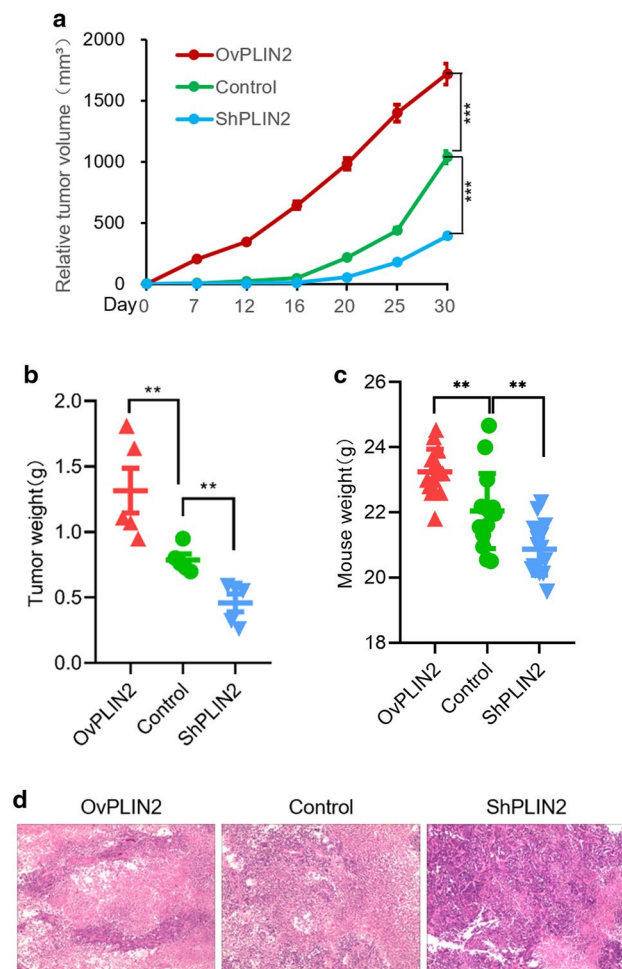 a
Relative tumor volume (mm³)
2000
1500
1000
500
0
OvPLIN2
Control
ShPLIN2
***
***
Day
0 7 12 16 20 25 30
b
Tumor weight(g)
2.0
1.5
1.0
0.5
0.0
**
**
OvPLIN2
Control
ShPLIN2
c
Mouse weight(g)
26
24
22
20
18
** **
OvPLIN2
Control
ShPLIN2
d
OvPLIN2 Control ShPLIN2